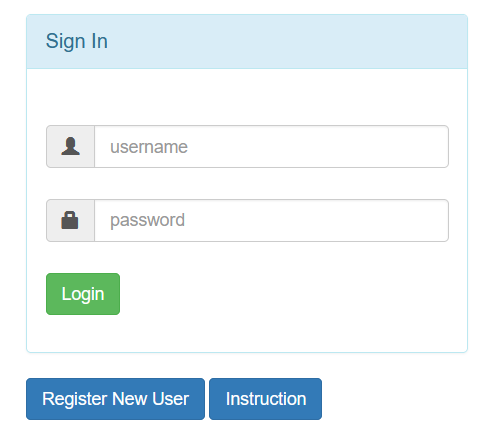 Sign In
username
password
Login
Register New User Instruction